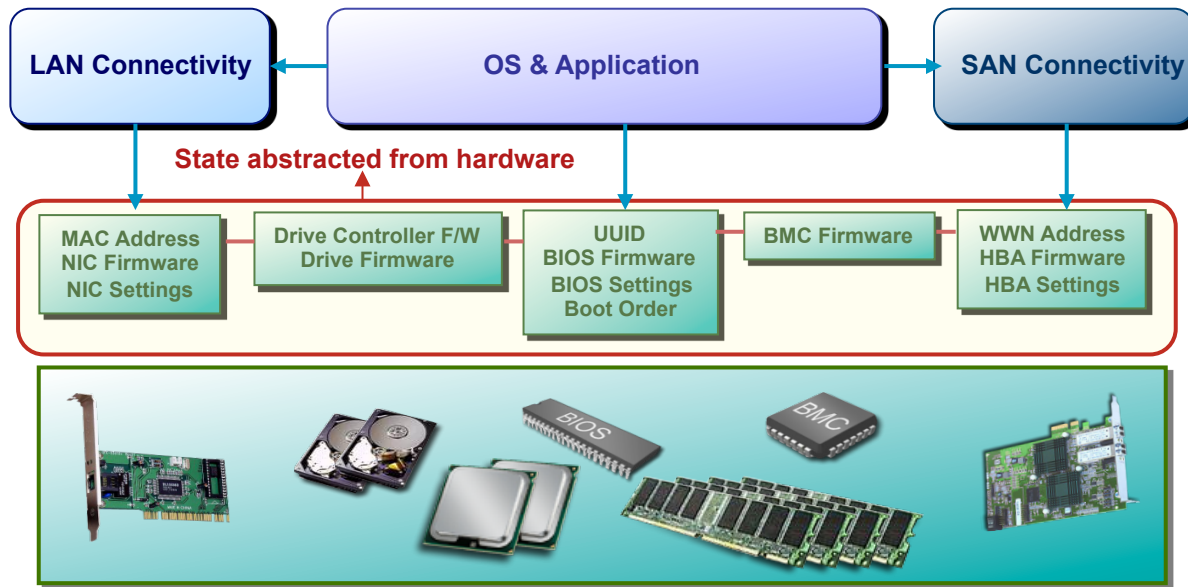 LAN Connectivity
OS & Application
SAN Connectivity
State abstracted from hardware
MAC Address
NIC Firmware
NIC Settings
Drive Controller F/W
Drive Firmware
UUID
BIOS Firmware
BIOS Settings
Boot Order
BMC Firmware
WWN Address
HBA Firmware
HBA Settings
BIOS
BMC